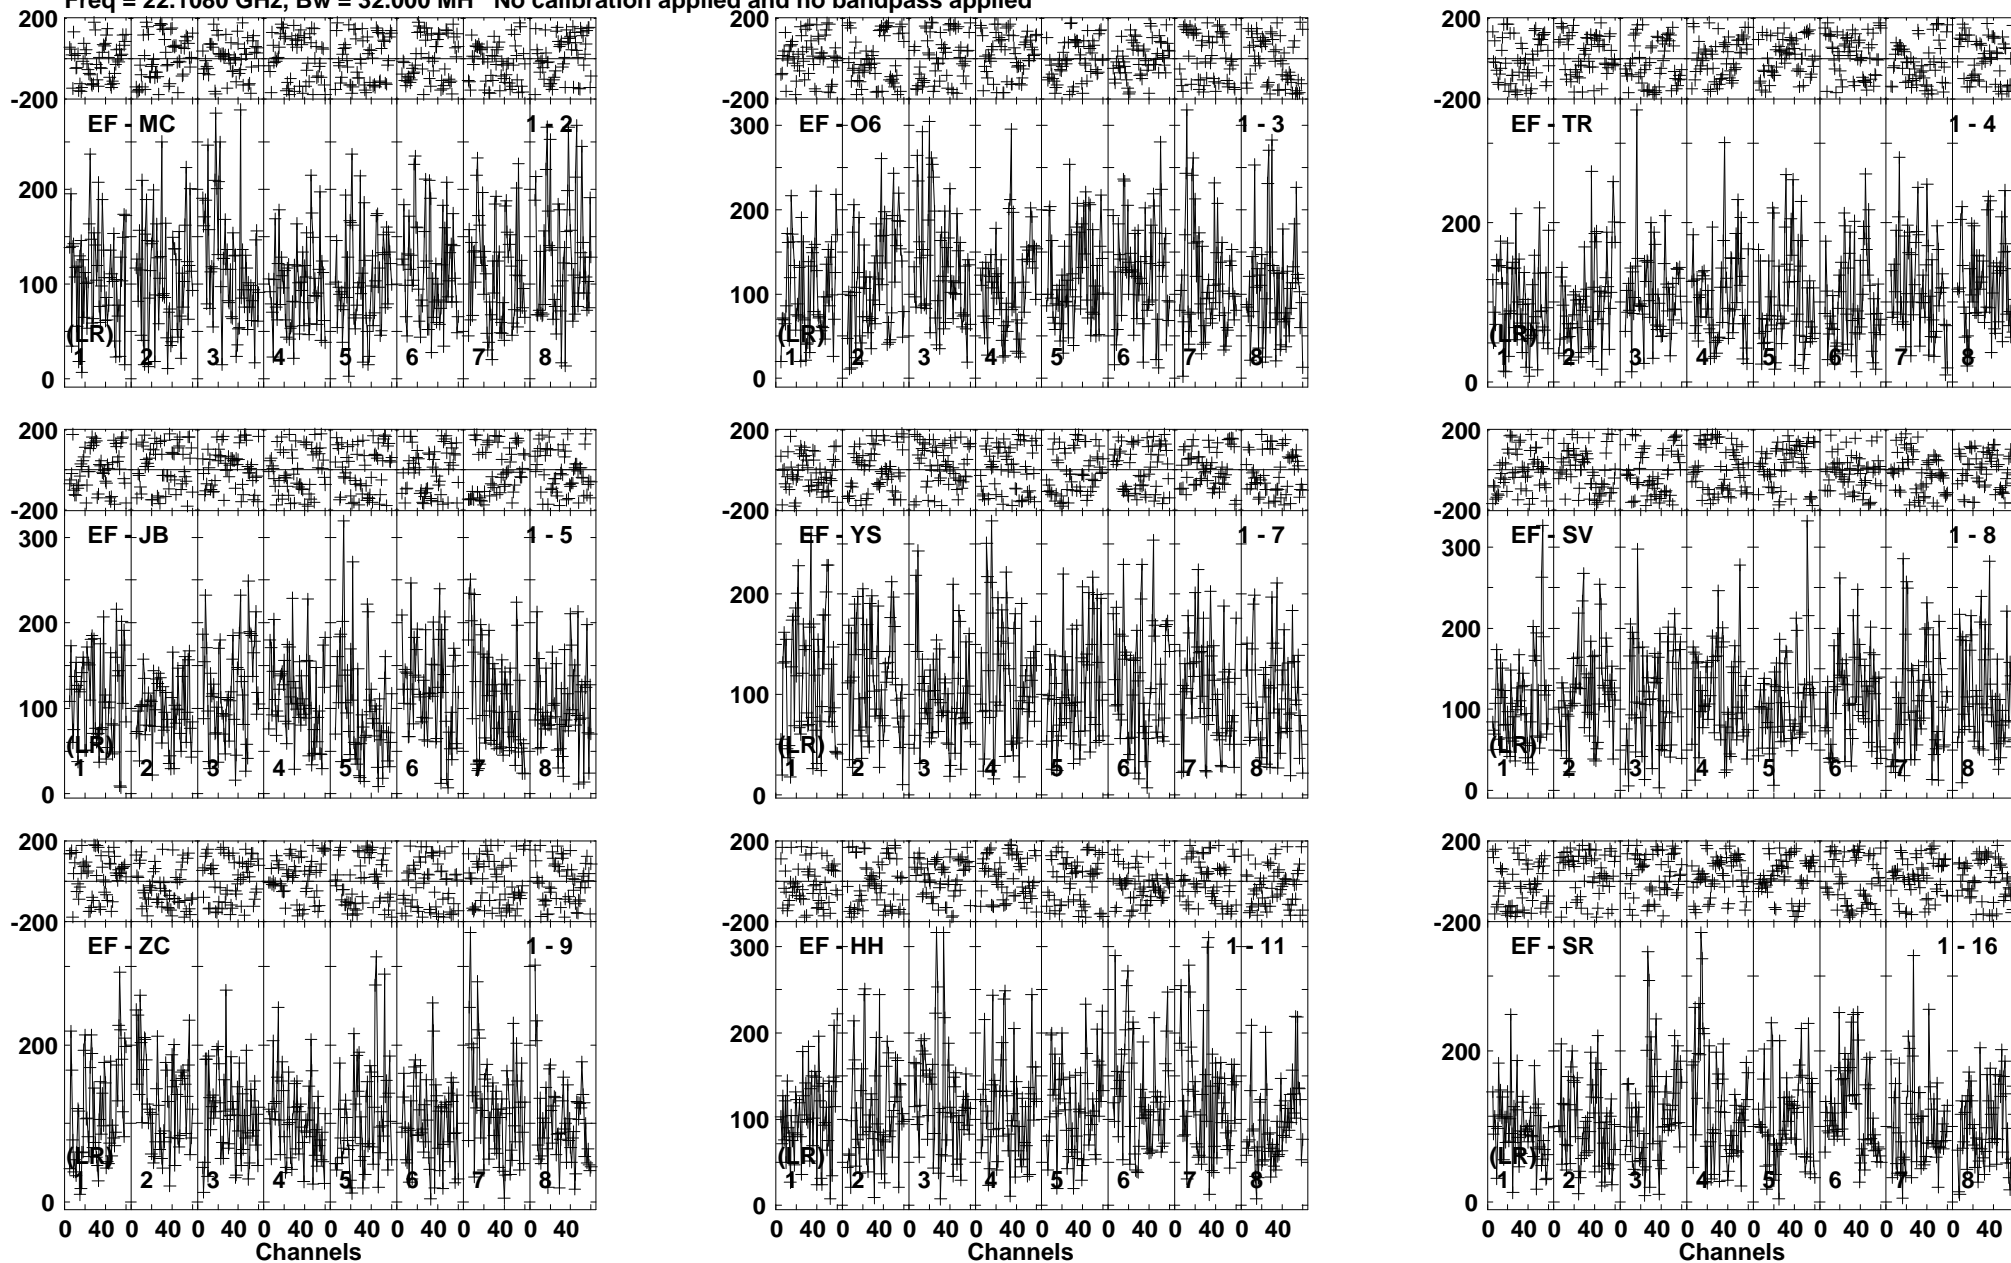 Freq = 22.1080 GHz, Bw = 32.000 MH No calibration applied and no bandpass applied
200 200 200
-200 -200 -200
EF - MC 1 - 2 EF - O6 1 - 3 EF - TR 1 - 4
300
200 200 200
100 100
(LR) (LR) (LR)
1 2 3 4 5 6 7 8 1 2 3 4 5 6 7 8 1 2 3 4 5 6 7 8
0 0 0
200 200 200
-200 -200 -200
EF - JB 1 - 5 EF - YS 1 - 7 EF - SV 1 - 8
300 300
200 200 200
100 100 100
(LR) (LR) (LR)
1 2 3 4 5 6 7 8 1 2 3 4 5 6 7 8 1 2 3 4 5 6 7 8
0 0 0
200 200 200
-200 -200 -200
EF - ZC 1 - 9 EF - HH 1 - 11 EF - SR 1 - 16
300
200 200 200
100
(LR) (LR) (LR)
1 2 3 4 5 6 7 8 1 2 3 4 5 6 7 8 1 2 3 4 5 6 7 8
0 0 0
0 40 0 40 0 40 0 40 0 40 0 40 0 40 0 40 0 40 0 40 0 40 0 40 0 40 0 40 0 40 0 40 0 40 0 40 0 40 0 40 0 40 0 40 0 40 0 40
Channels Channels Channels